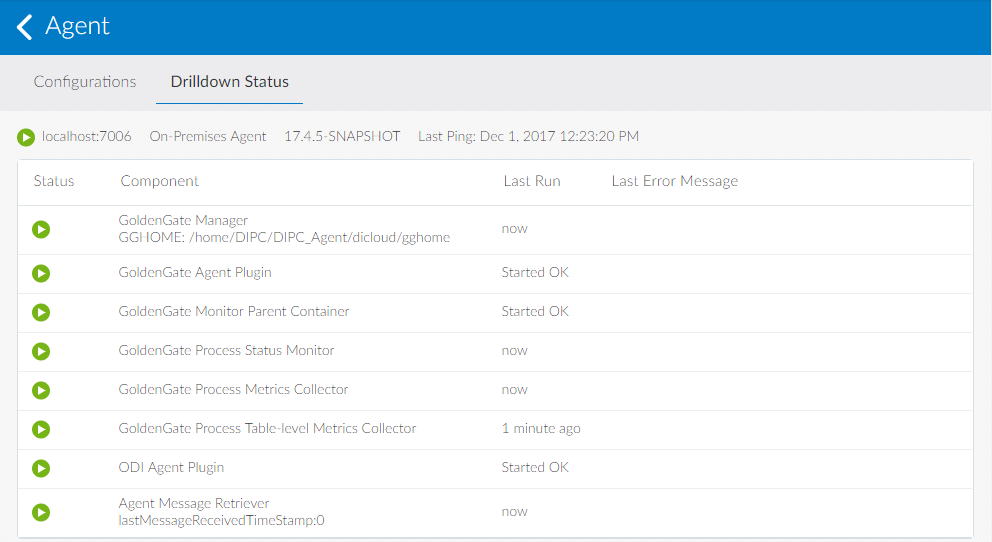 Agent
Configurations Drilldown Status
localhost:7006 On-Premises Agent 17.4.5-SNAPSHOT Last Ping: Dec 1, 2017 12:23:20 PM
Status Component Last Run Last Error Message
GoldenGate Manager
GGHOME: /home/DIPC/DIPC_Agent/dicloud/gghome now
GoldenGate Agent Plugin Started OK
GoldenGate Monitor Parent Container Started OK
GoldenGate Process Status Monitor now
GoldenGate Process Metrics Collector now
GoldenGate Process Table-level Metrics Collector 1 minute ago
ODI Agent Plugin Started OK
Agent Message Retriever
lastMessageReceivedTimeStamp:0 now